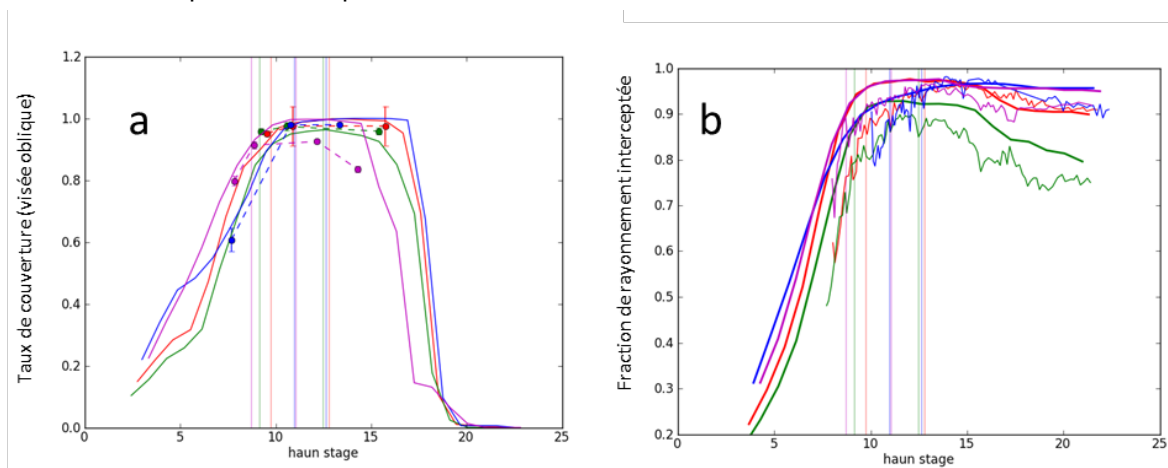 a
Taux de couverture (visée oblique)
1.2
1.0
0.8
0.6
0.4
0.2
0.0
0 5 10 15 20 25
haun stage
b
Fraction de rayonnement interceptée
1.0
0.9
0.8
0.7
0.6
0.5
0.4
0.3
0.2
0 5 10 15 20 25
haun stage